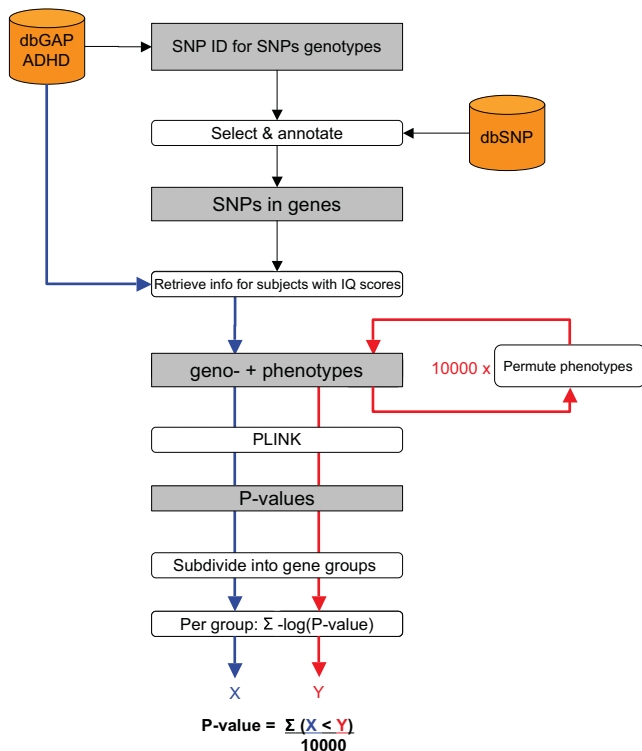 dbGAP
ADHD
SNP ID for SNPs genotypes
Select & annotate
dbSNP
SNPs in genes
Retrieve info for subjects with IQ scores
geno- + phenotypes
10000 x
Permute phenotypes
PLINK
P-values
Subdivide into gene groups
Per group: Σ -log(P-value)
X
Y
P-value = Σ (X < Y)
10000